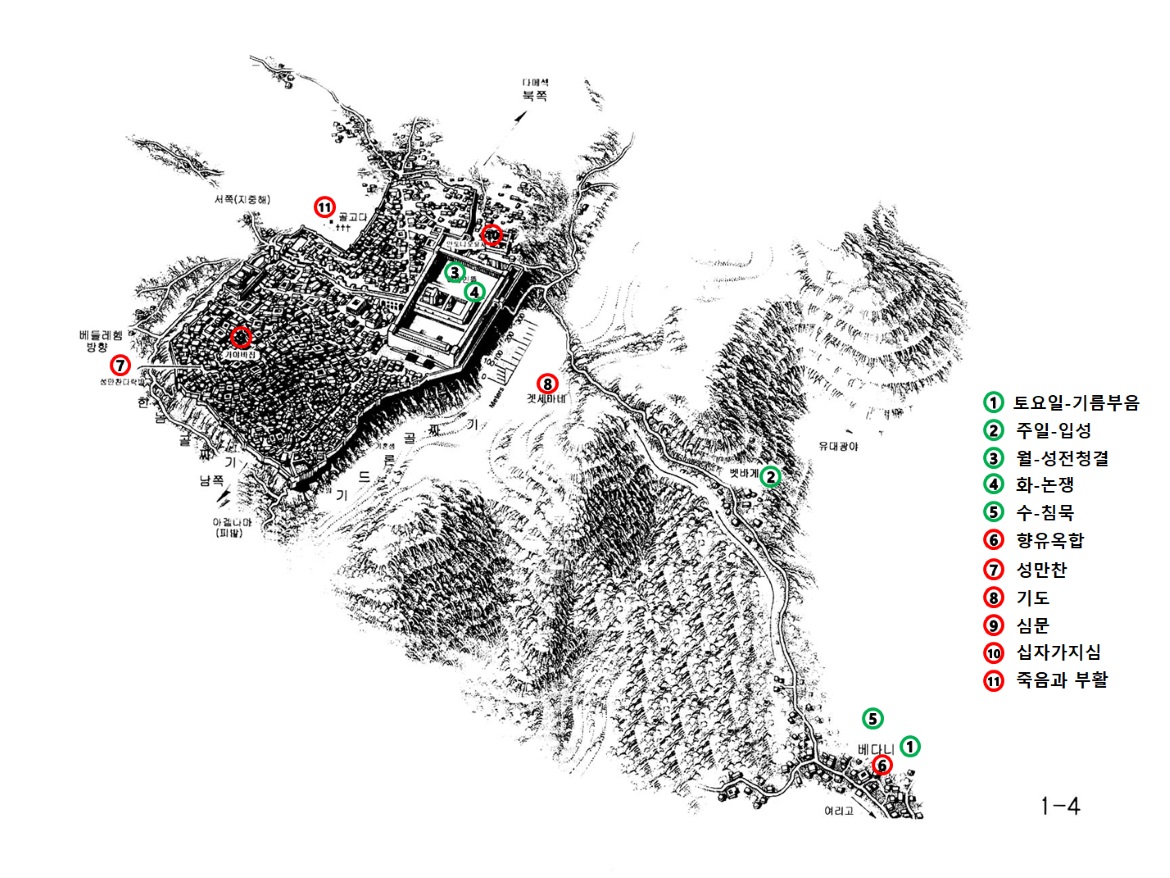 다메섹
북쪽
서쪽(지중해)
11
골고다
10
3
4
베들레헴
방향
9
가야바집
7
성만찬다락방
8
겟세마네
Meters
0
100
한
놈
골
짜
기
기
드
론
골
짜
기
기혼샘
남쪽
아겔다마
(피밭)
벳바게
2
유대광야
5
베다니
1
6
여리고
1 토요일-기름부음
2 주일-입성
3 월-성전청결
4 화-논쟁
5 수-침묵
6 향유옥합
7 성만찬
8 기도
9 심문
10 십자가지심
11 죽음과 부활
1-4